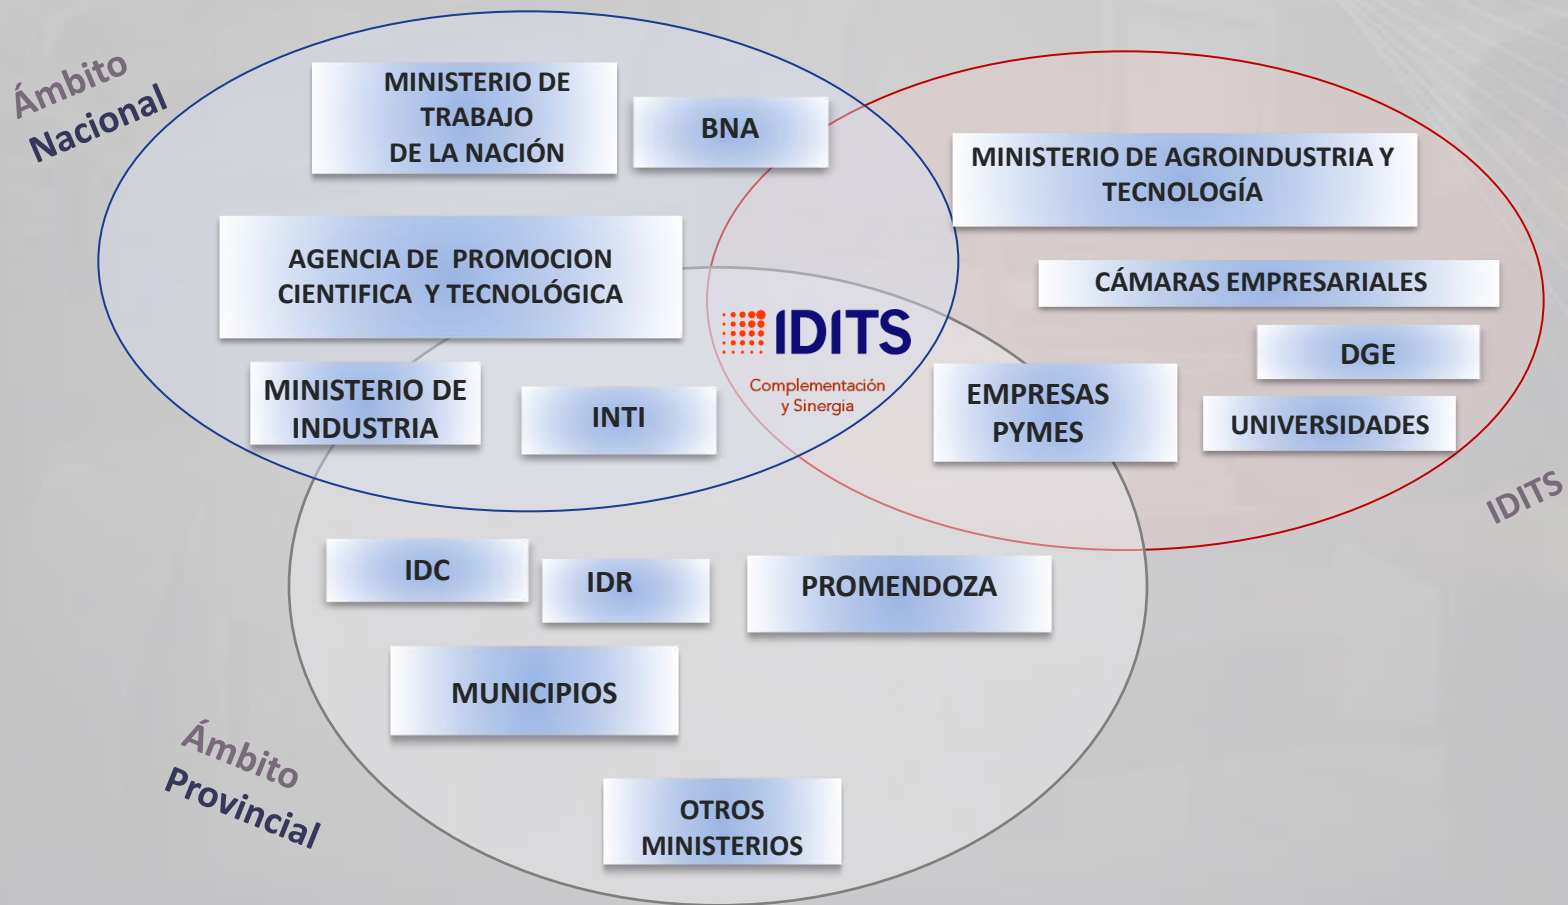 Ámbito
Nacional
MINISTERIO DE
TRABAJO
DE LA NACIÓN
BNA
AGENCIA DE PROMOCION
CIENTIFICA Y TECNOLÓGICA
MINISTERIO DE
INDUSTRIA
INTI
IDITS
Complementación
y Sinergia
MINISTERIO DE AGROINDUSTRIA Y
TECNOLOGÍA
CÁMARAS EMPRESARIALES
DGE
EMPRESAS
PYMES
UNIVERSIDADES
IDITS
IDC
IDR
PROMENDOZA
MUNICIPIOS
OTROS
MINISTERIOS
Ámbito
Provincial